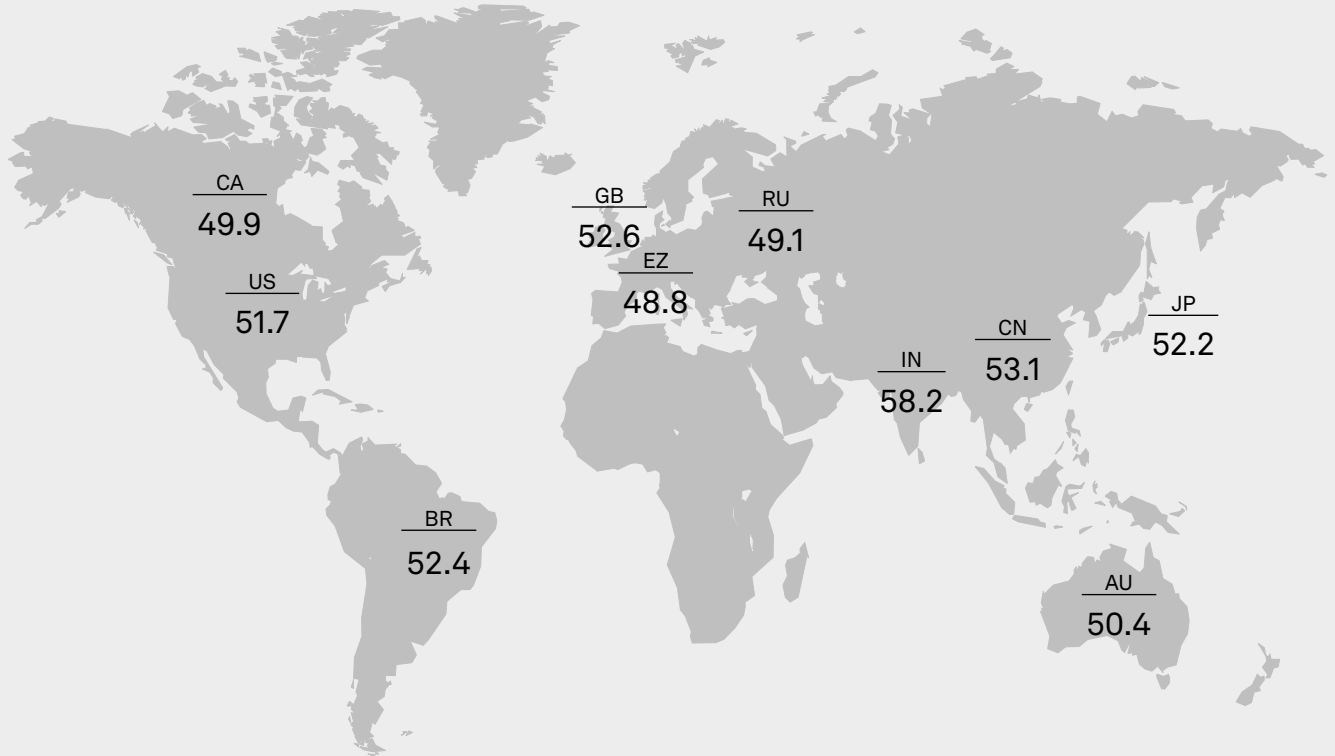 CA
49.9
GB
52.6
RU
49.1
EZ
48.8
US
51.7
JP
52.2
CN
53.1
IN
58.2
BR
52.4
AU
50.4